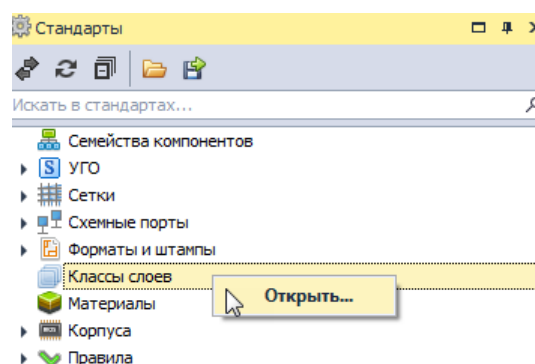 Стандарты
Искать в стандартах...
Семейства компонентов
S УГО
Сетки
Схемные порты
Форматы и штампы
Классы слоев
Открыть...
Материалы
Корпуса
Правила